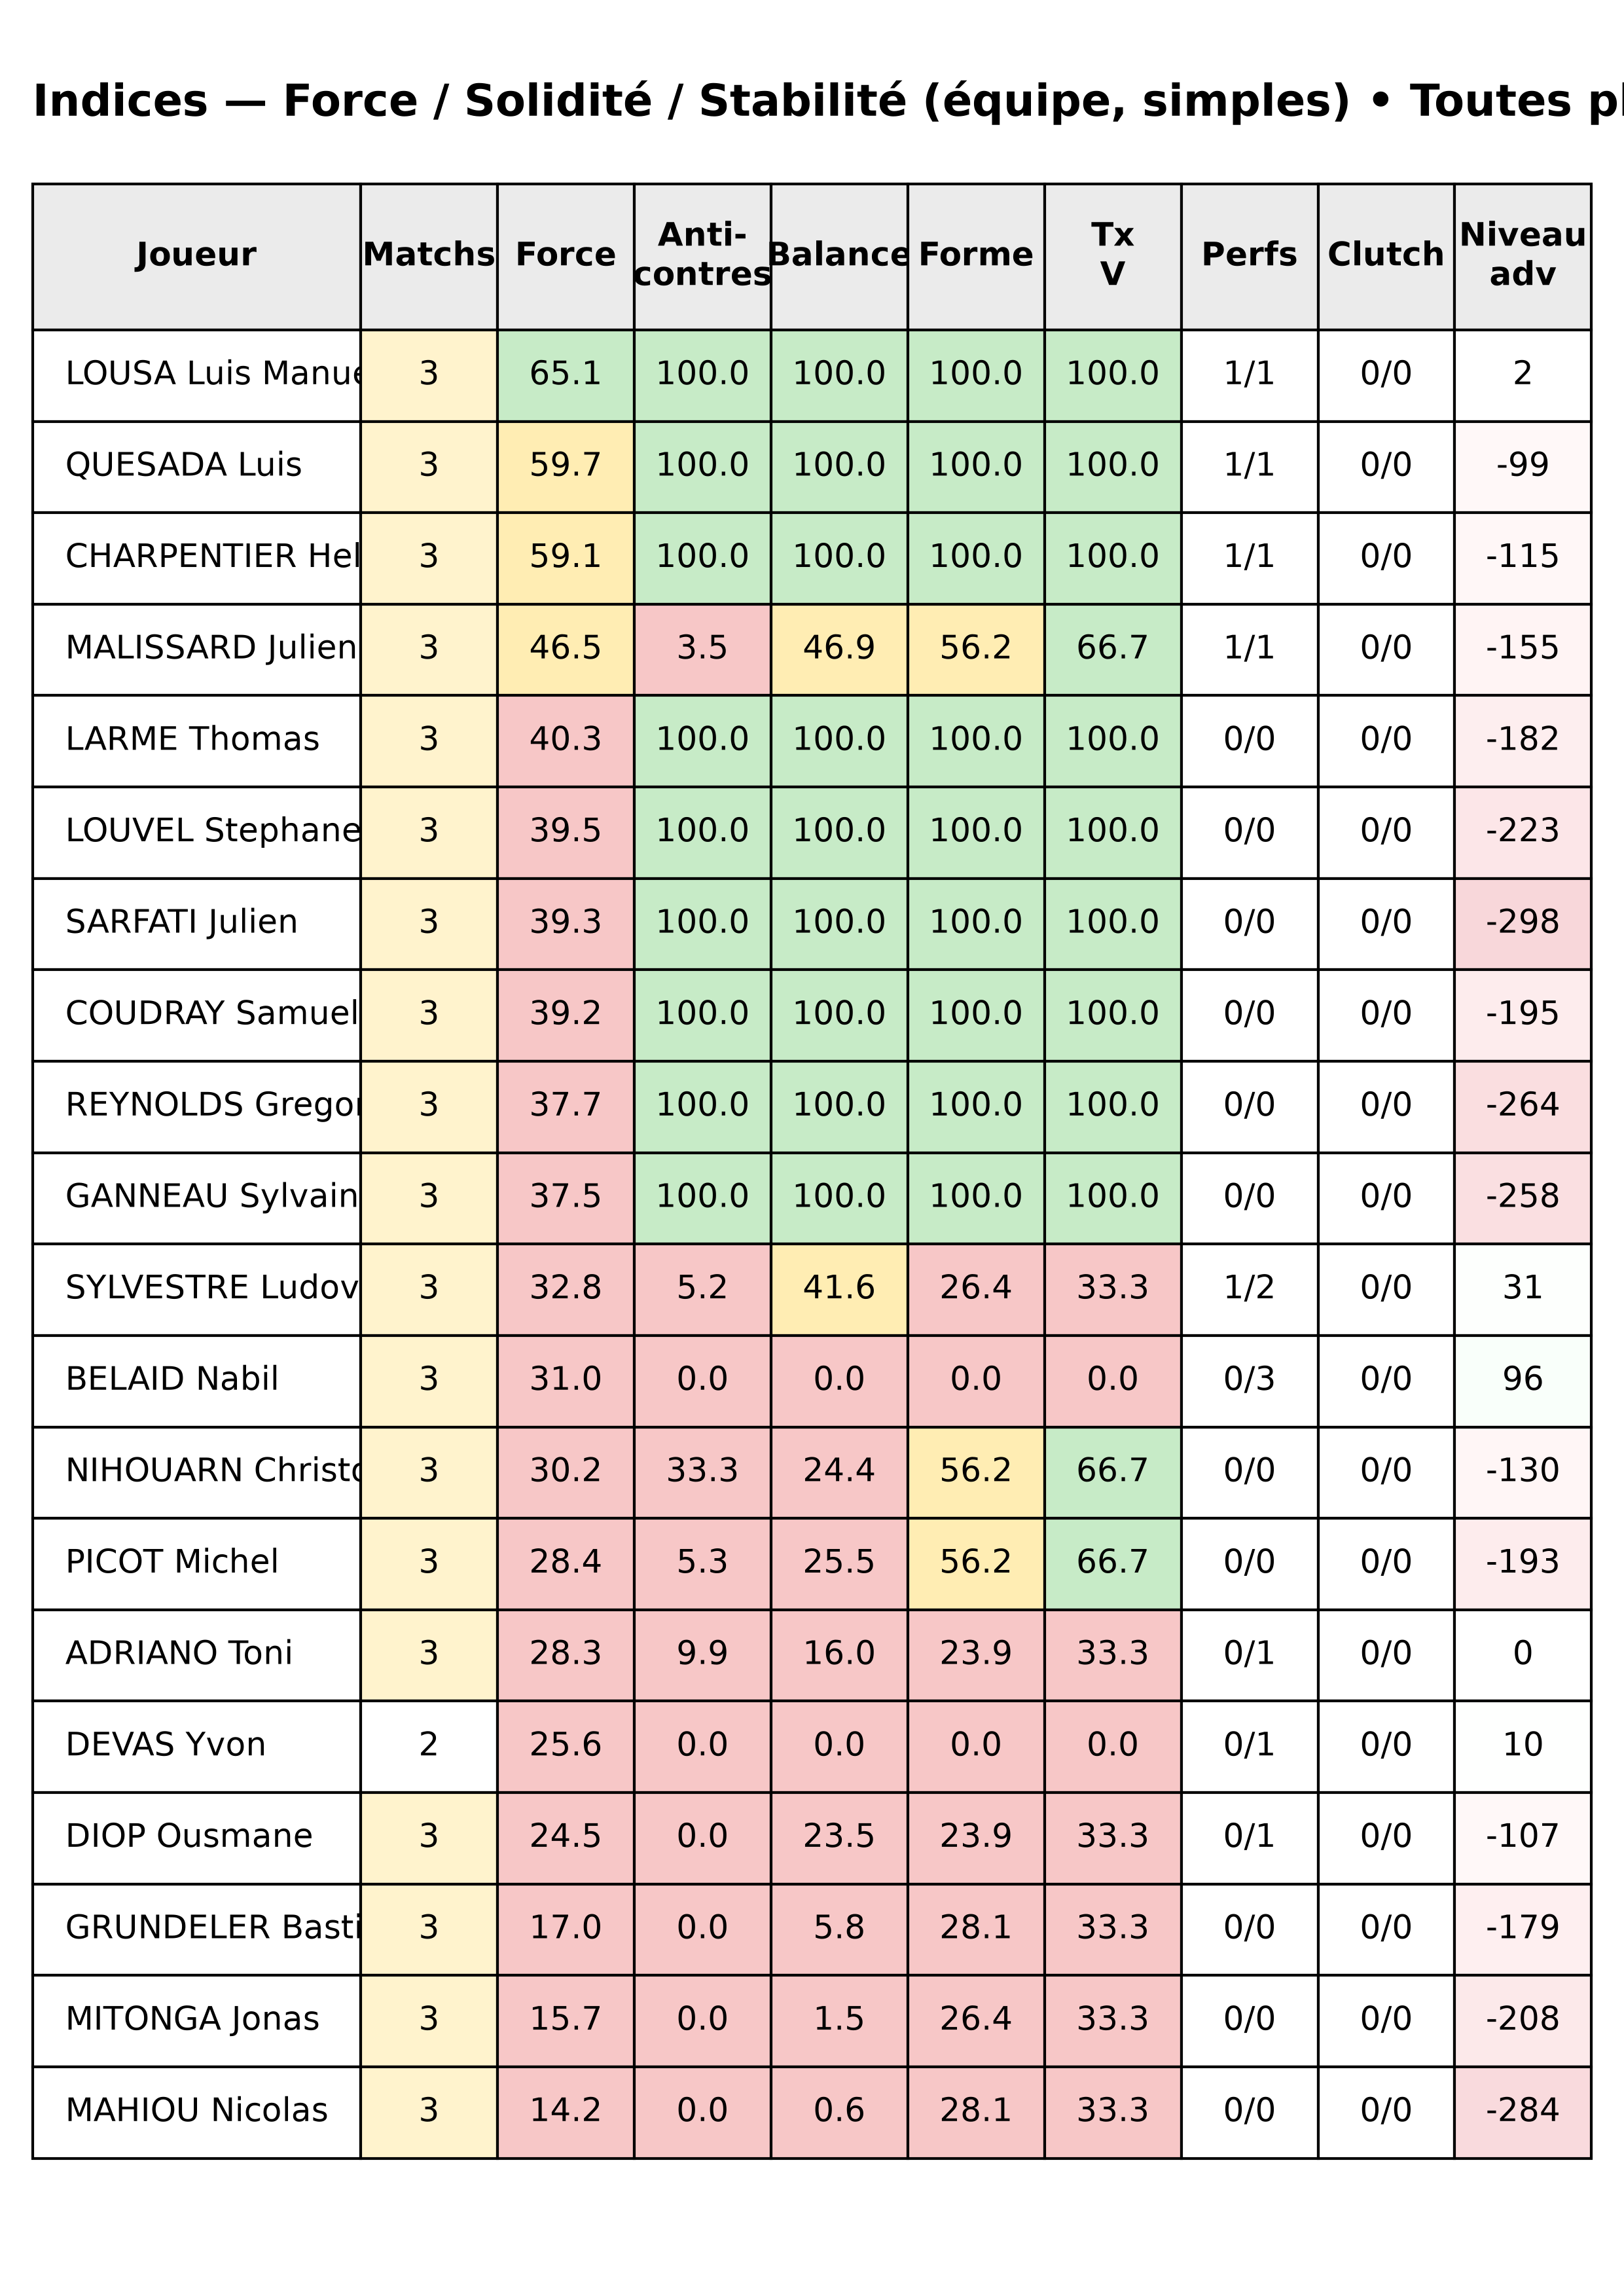 Indices — Force / Solidité / Stabilité (équipe, simples) • Toutes pl
Joueur Matchs Force Anti-contres Balance Forme Tx V Perfs Clutch Niveau adv
LOUSA Luis Manue 3 65.1 100.0 100.0 100.0 100.0 1/1 0/0 2
QUESADA Luis 3 59.7 100.0 100.0 100.0 100.0 1/1 0/0 -99
CHARPENTIER Hel 3 59.1 100.0 100.0 100.0 100.0 1/1 0/0 -115
MALISSARD Julien 3 46.5 3.5 46.9 56.2 66.7 1/1 0/0 -155
LARME Thomas 3 40.3 100.0 100.0 100.0 100.0 0/0 0/0 -182
LOUVEL Stephane 3 39.5 100.0 100.0 100.0 100.0 0/0 0/0 -223
SARFATI Julien 3 39.3 100.0 100.0 100.0 100.0 0/0 0/0 -298
COUDRAY Samuel 3 39.2 100.0 100.0 100.0 100.0 0/0 0/0 -195
REYNOLDS Gregor 3 37.7 100.0 100.0 100.0 100.0 0/0 0/0 -264
GANNEAU Sylvain 3 37.5 100.0 100.0 100.0 100.0 0/0 0/0 -258
SYLVESTRE Ludov 3 32.8 5.2 41.6 26.4 33.3 1/2 0/0 31
BELAID Nabil 3 31.0 0.0 0.0 0.0 0.0 0/3 0/0 96
NIHOUARN Christo 3 30.2 33.3 24.4 56.2 66.7 0/0 0/0 -130
PICOT Michel 3 28.4 5.3 25.5 56.2 66.7 0/0 0/0 -193
ADRIANO Toni 3 28.3 9.9 16.0 23.9 33.3 0/1 0/0 0
DEVAS Yvon 2 25.6 0.0 0.0 0.0 0.0 0/1 0/0 10
DIOP Ousmane 3 24.5 0.0 23.5 23.9 33.3 0/1 0/0 -107
GRUNDELER Basti 3 17.0 0.0 5.8 28.1 33.3 0/0 0/0 -179
MITONGA Jonas 3 15.7 0.0 1.5 26.4 33.3 0/0 0/0 -208
MAHIOU Nicolas 3 14.2 0.0 0.6 28.1 33.3 0/0 0/0 -284